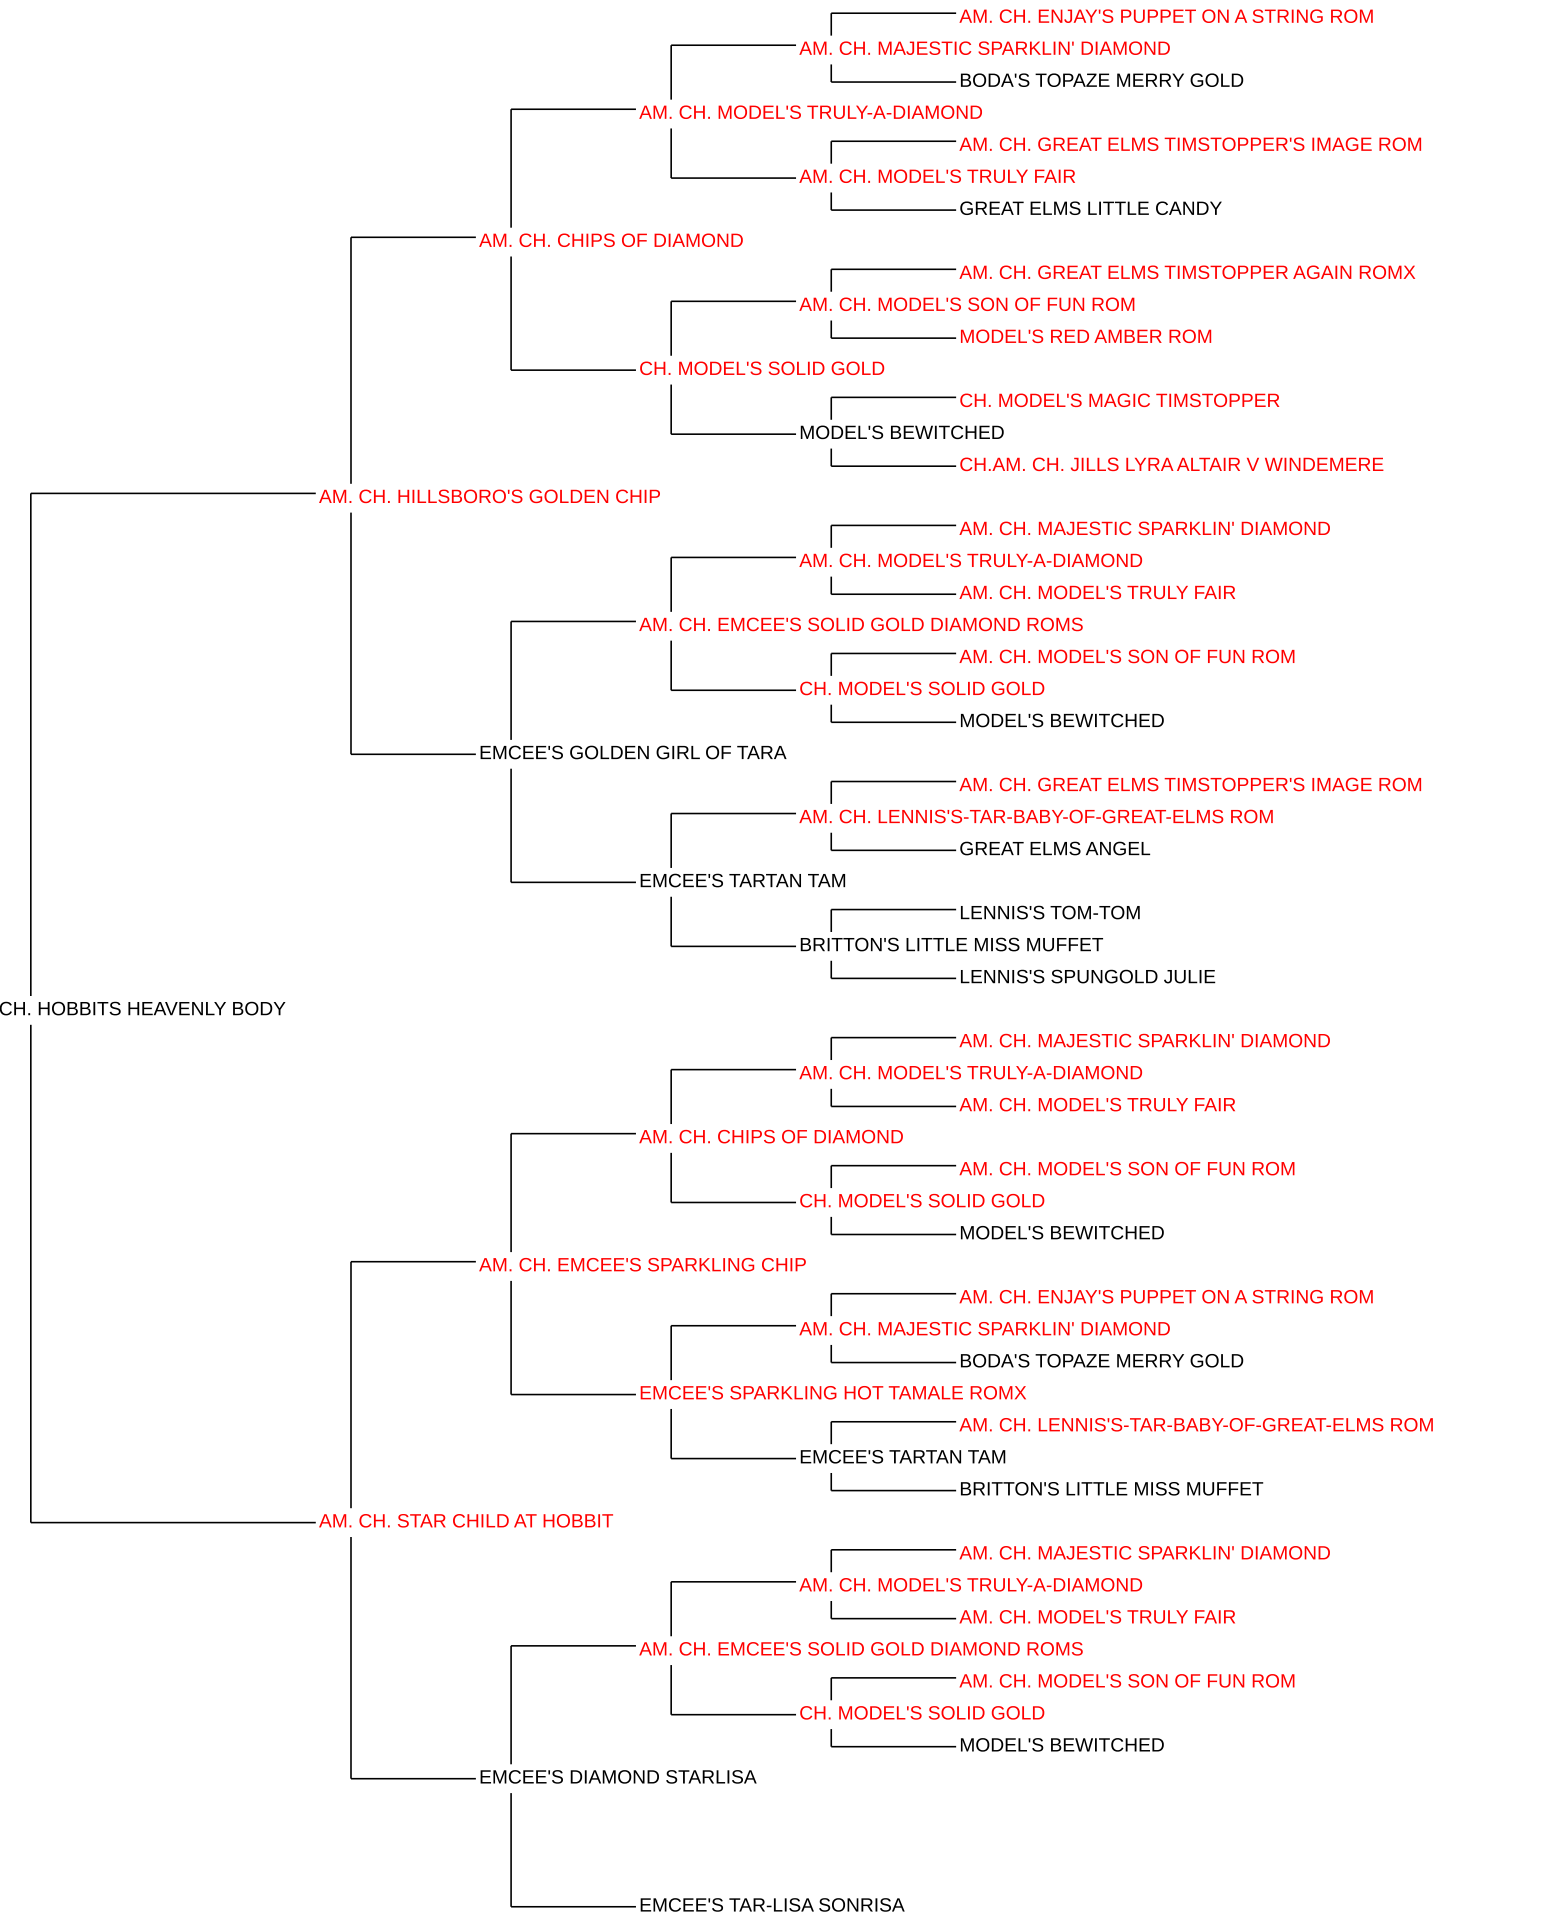 AM. CH. ENJAY'S PUPPET ON A STRING ROM
AM. CH. MAJESTIC SPARKLIN' DIAMOND
BODA'S TOPAZE MERRY GOLD
AM. CH. MODEL'S TRULY-A-DIAMOND
AM. CH. GREAT ELMS TIMSTOPPER'S IMAGE ROM
AM. CH. MODEL'S TRULY FAIR
GREAT ELMS LITTLE CANDY
AM. CH. CHIPS OF DIAMOND
AM. CH. GREAT ELMS TIMSTOPPER AGAIN ROMX
AM. CH. MODEL'S SON OF FUN ROM
MODEL'S RED AMBER ROM
CH. MODEL'S SOLID GOLD
CH. MODEL'S MAGIC TIMSTOPPER
MODEL'S BEWITCHED
CH.AM. CH. JILLS LYRA ALTAIR V WINDEMERE
AM. CH. HILLSBORO'S GOLDEN CHIP
AM. CH. MAJESTIC SPARKLIN' DIAMOND
AM. CH. MODEL'S TRULY-A-DIAMOND
AM. CH. MODEL'S TRULY FAIR
AM. CH. EMCEE'S SOLID GOLD DIAMOND ROMS
AM. CH. MODEL'S SON OF FUN ROM
CH. MODEL'S SOLID GOLD
MODEL'S BEWITCHED
EMCEE'S GOLDEN GIRL OF TARA
AM. CH. GREAT ELMS TIMSTOPPER'S IMAGE ROM
AM. CH. LENNIS'S-TAR-BABY-OF-GREAT-ELMS ROM
GREAT ELMS ANGEL
EMCEE'S TARTAN TAM
LENNIS'S TOM-TOM
BRITTON'S LITTLE MISS MUFFET
LENNIS'S SPUNGOLD JULIE
CH. HOBBITS HEAVENLY BODY
AM. CH. MAJESTIC SPARKLIN' DIAMOND
AM. CH. MODEL'S TRULY-A-DIAMOND
AM. CH. MODEL'S TRULY FAIR
AM. CH. CHIPS OF DIAMOND
AM. CH. MODEL'S SON OF FUN ROM
CH. MODEL'S SOLID GOLD
MODEL'S BEWITCHED
AM. CH. EMCEE'S SPARKLING CHIP
AM. CH. ENJAY'S PUPPET ON A STRING ROM
AM. CH. MAJESTIC SPARKLIN' DIAMOND
BODA'S TOPAZE MERRY GOLD
EMCEE'S SPARKLING HOT TAMALE ROMX
AM. CH. LENNIS'S-TAR-BABY-OF-GREAT-ELMS ROM
EMCEE'S TARTAN TAM
BRITTON'S LITTLE MISS MUFFET
AM. CH. STAR CHILD AT HOBBIT
AM. CH. MAJESTIC SPARKLIN' DIAMOND
AM. CH. MODEL'S TRULY-A-DIAMOND
AM. CH. MODEL'S TRULY FAIR
AM. CH. EMCEE'S SOLID GOLD DIAMOND ROMS
AM. CH. MODEL'S SON OF FUN ROM
CH. MODEL'S SOLID GOLD
MODEL'S BEWITCHED
EMCEE'S DIAMOND STARLISA
EMCEE'S TAR-LISA SONRISA